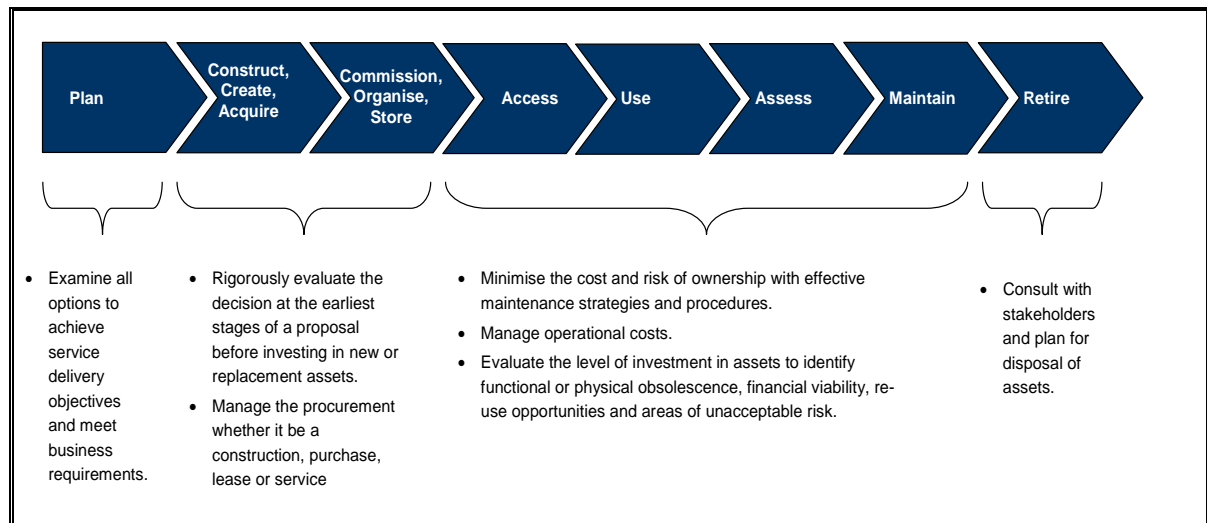 Plan
Construct,
Create,
Acquire
Commission,
Organise,
Store
Access
Use
Assess
Maintain
Retire
• Examine all
options to
achieve
service
delivery
objectives
and meet
business
requirements.
• Rigorously evaluate the
decision at the earliest
stages of a proposal
before investing in new or
replacement assets.
• Manage the procurement
whether it be a
construction, purchase,
lease or service
• Minimise the cost and risk of ownership with effective
maintenance strategies and procedures.
• Manage operational costs.
• Evaluate the level of investment in assets to identify
functional or physical obsolescence, financial viability, re-
use opportunities and areas of unacceptable risk.
• Consult with
stakeholders
and plan for
disposal of
assets.